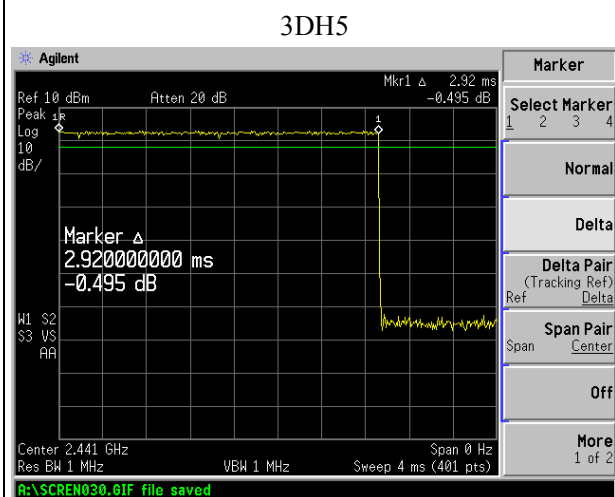 3DH5
Agilent
Marker
Mkr1 Δ 2.92 ms
Ref 10 dBm Atten 20 dB -0.495 dB
Peak
Log
10
dB/
1R
1
Marker Δ
2.920000000 ms
-0.495 dB
W1 S2
S3 VS
AA
Center 2.441 GHz Span 0 Hz
Res BW 1 MHz VBW 1 MHz Sweep 4 ms (401 pts)
A:\SCREN030.GIF file saved
Select Marker
1 2 3 4
Normal
Delta
Delta Pair
(Tracking Ref)
Ref Delta
Span Pair
Span Center
Off
More
1 of 2